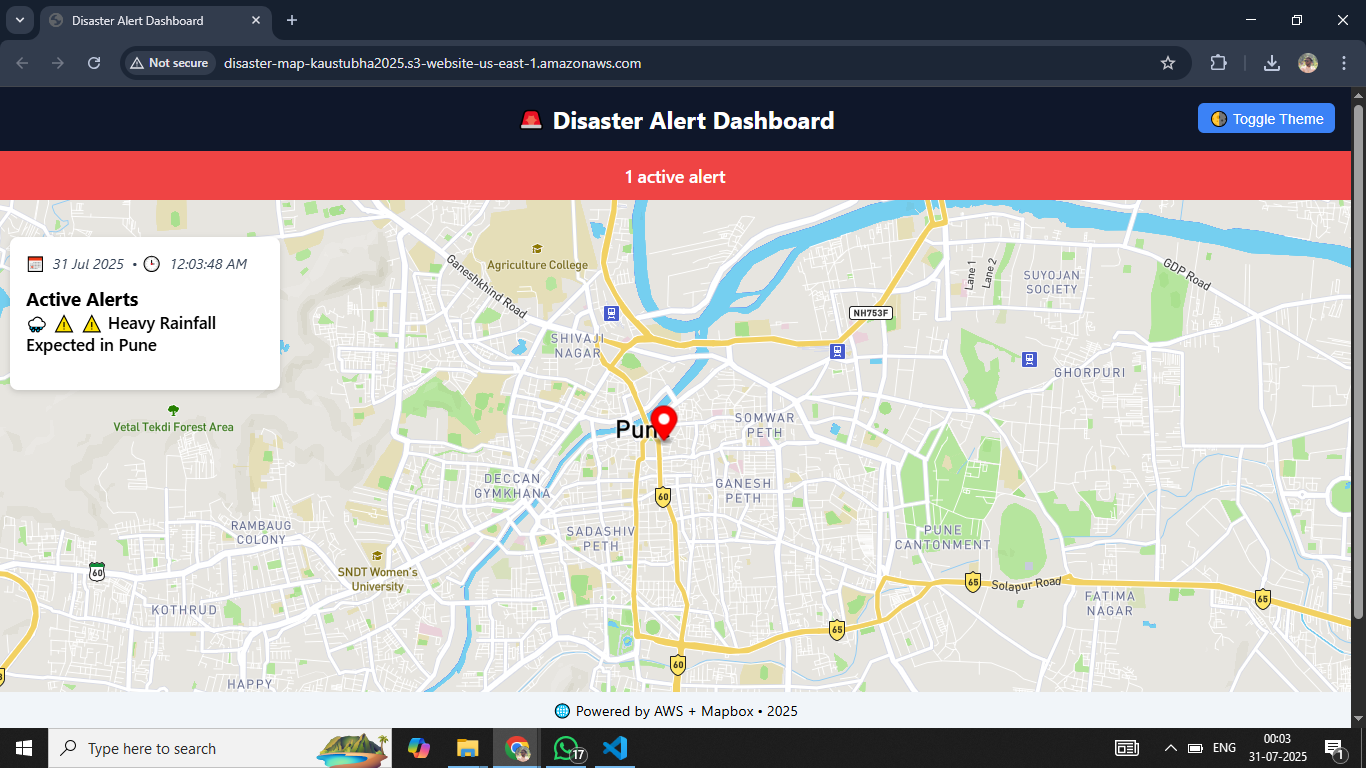 Disaster Alert Dashboard
Not secure
disaster-map-kaustubha2025.s3-website-us-east-1.amazonaws.com
🚨 Disaster Alert Dashboard
🌗 Toggle Theme
1 active alert
📅 31 Jul 2025 • 🕒 12:03:48 AM
Active Alerts
🌧️ ⚠️ ⚠️ Heavy Rainfall
Expected in Pune
Agriculture College
Ganeshkhind Road
SHIVAJI
NAGAR
Lane 1
Lane 2
SUYOJAN
SOCIETY
GDP Road
NH753F
GHORPURI
Vetal Tekdi Forest Area
SOMWAR
PETH
DECCAN
GYMKHANA
GANESH
PETH
60
RAMBAUG
COLONY
SADASHIV
PETH
PUNE
CANTONMENT
60
SNDT Women's
University
65
Solapur Road
KOTHRUD
FATIMA
NAGAR
65
65
60
HAPPY
🌐 Powered by AWS + Mapbox • 2025
Type here to search
17
ENG
00:03
31-07-2025
1